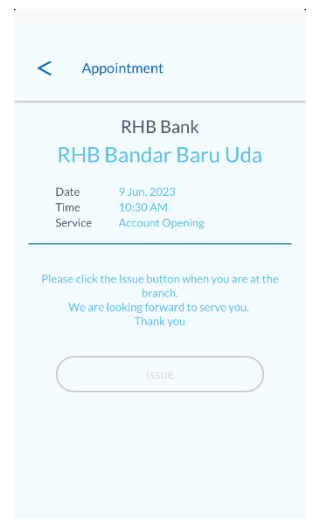 Appointment
RHB Bank
RHB Bandar Baru Uda
Date 9 Jun, 2023
Time 10:30 AM
Service Account Opening
Please click the Issue button when you are at the
branch.
We are looking forward to serve you.
Thank you
Issue